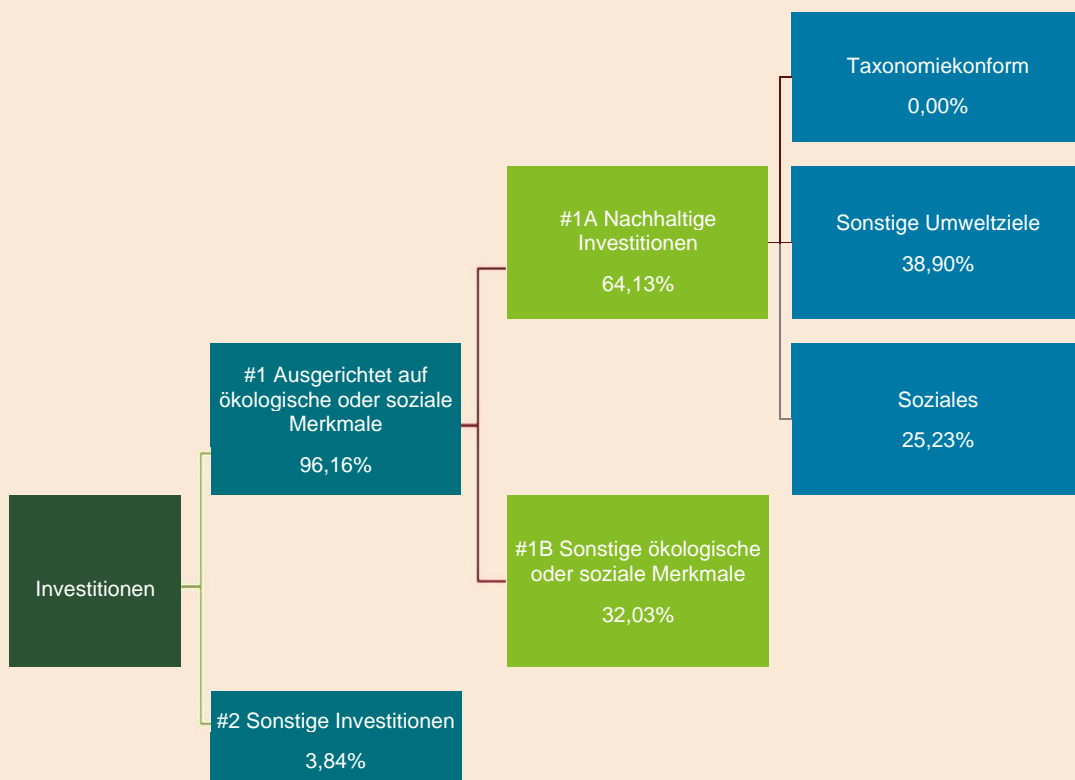 Taxonomiekonform
0,00%
#1A Nachhaltige
Investitionen
64,13%
Sonstige Umweltziele
38,90%
#1 Ausgerichtet auf
ökologische oder soziale
Merkmale
96,16%
Soziales
25,23%
Investitionen
#1B Sonstige ökologische
oder soziale Merkmale
32,03%
#2 Sonstige Investitionen
3,84%